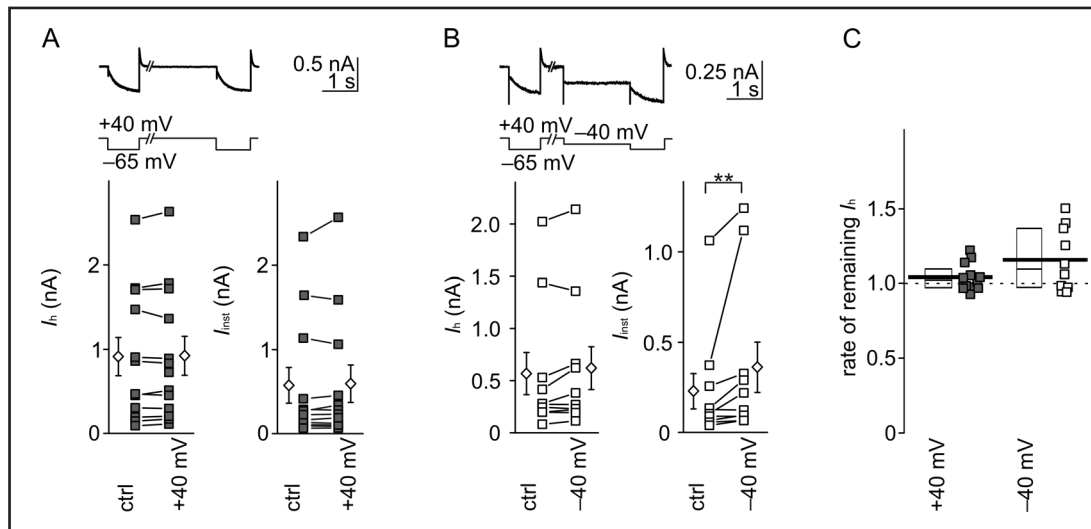 A
0.5 nA
1 s
+40 mV
–65 mV
Ih (nA)
2
1
0
ctrl
+40 mV
Iinst (nA)
2
1
0
ctrl
+40 mV
B
0.25 nA
1 s
+40 mV
–40 mV
–65 mV
Ih (nA)
2.0
1.5
1.0
0.5
0
ctrl
–40 mV
**
Iinst (nA)
1.0
0.5
0
ctrl
–40 mV
C
rate of remaining Ih
1.5
1.0
0.5
0
+40 mV
–40 mV